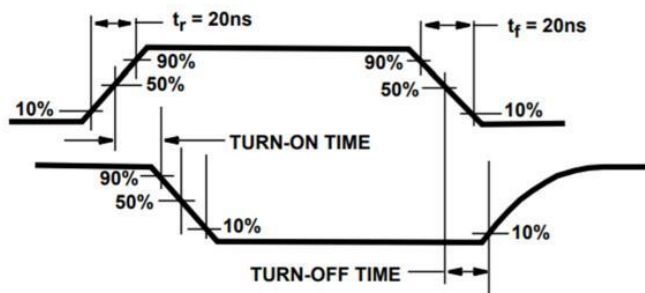 tr = 20ns
tf = 20ns
90%
50%
10%
90%
50%
10%
TURN-ON TIME
90%
50%
10%
10%
TURN-OFF TIME